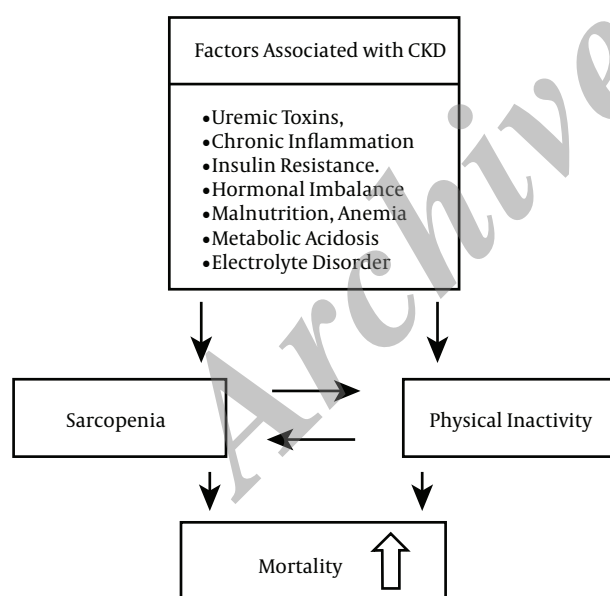 Factors Associated with CKD
•Uremic Toxins,
•Chronic Inflammation
•Insulin Resistance.
•Hormonal Imbalance
•Malnutrition, Anemia
•Metabolic Acidosis
•Electrolyte Disorder
Sarcopenia
Physical Inactivity
Mortality
Archive